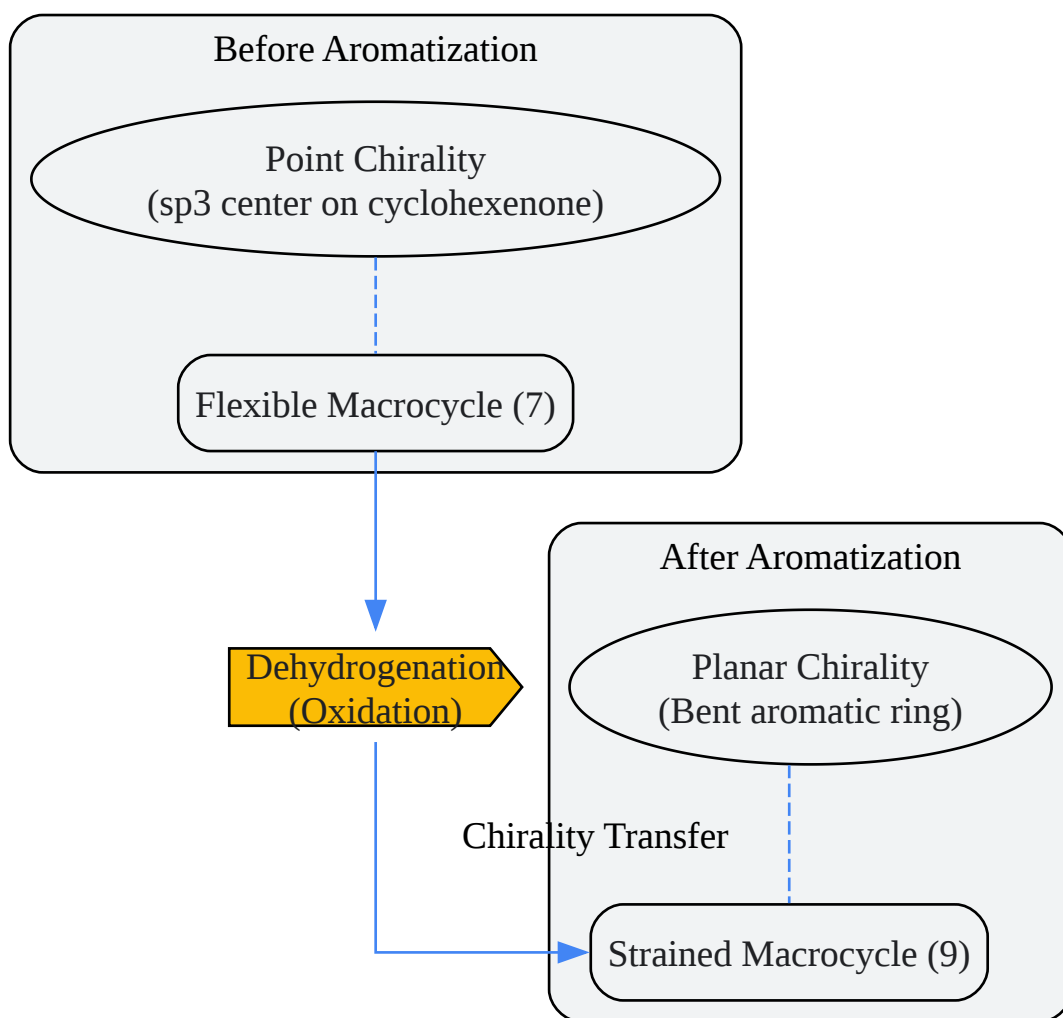 Before Aromatization
Point Chirality
(sp3 center on cyclohexenone)
Flexible Macrocycle (7)
Dehydrogenation
(Oxidation)
After Aromatization
Planar Chirality
(Bent aromatic ring)
Chirality Transfer
Strained Macrocycle (9)